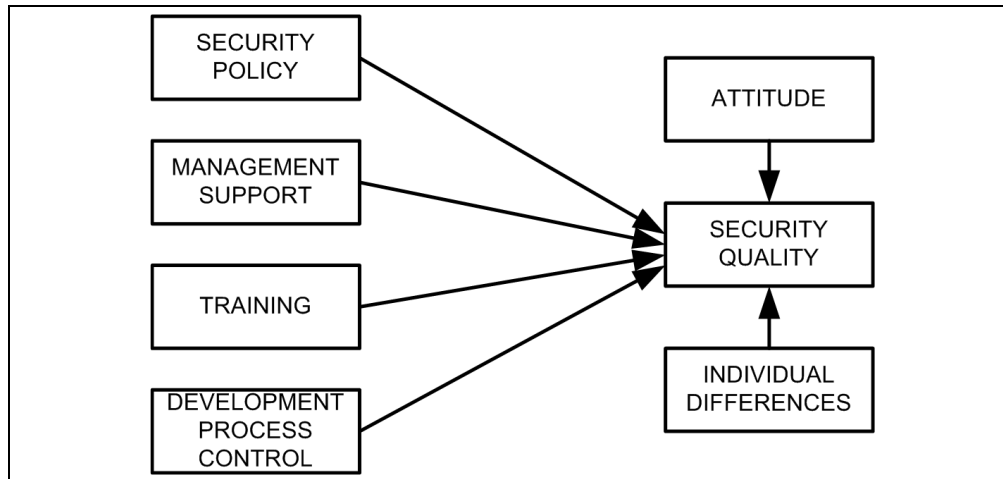 SECURITY
POLICY
MANAGEMENT
SUPPORT
TRAINING
DEVELOPMENT
PROCESS
CONTROL
ATTITUDE
SECURITY
QUALITY
INDIVIDUAL
DIFFERENCES